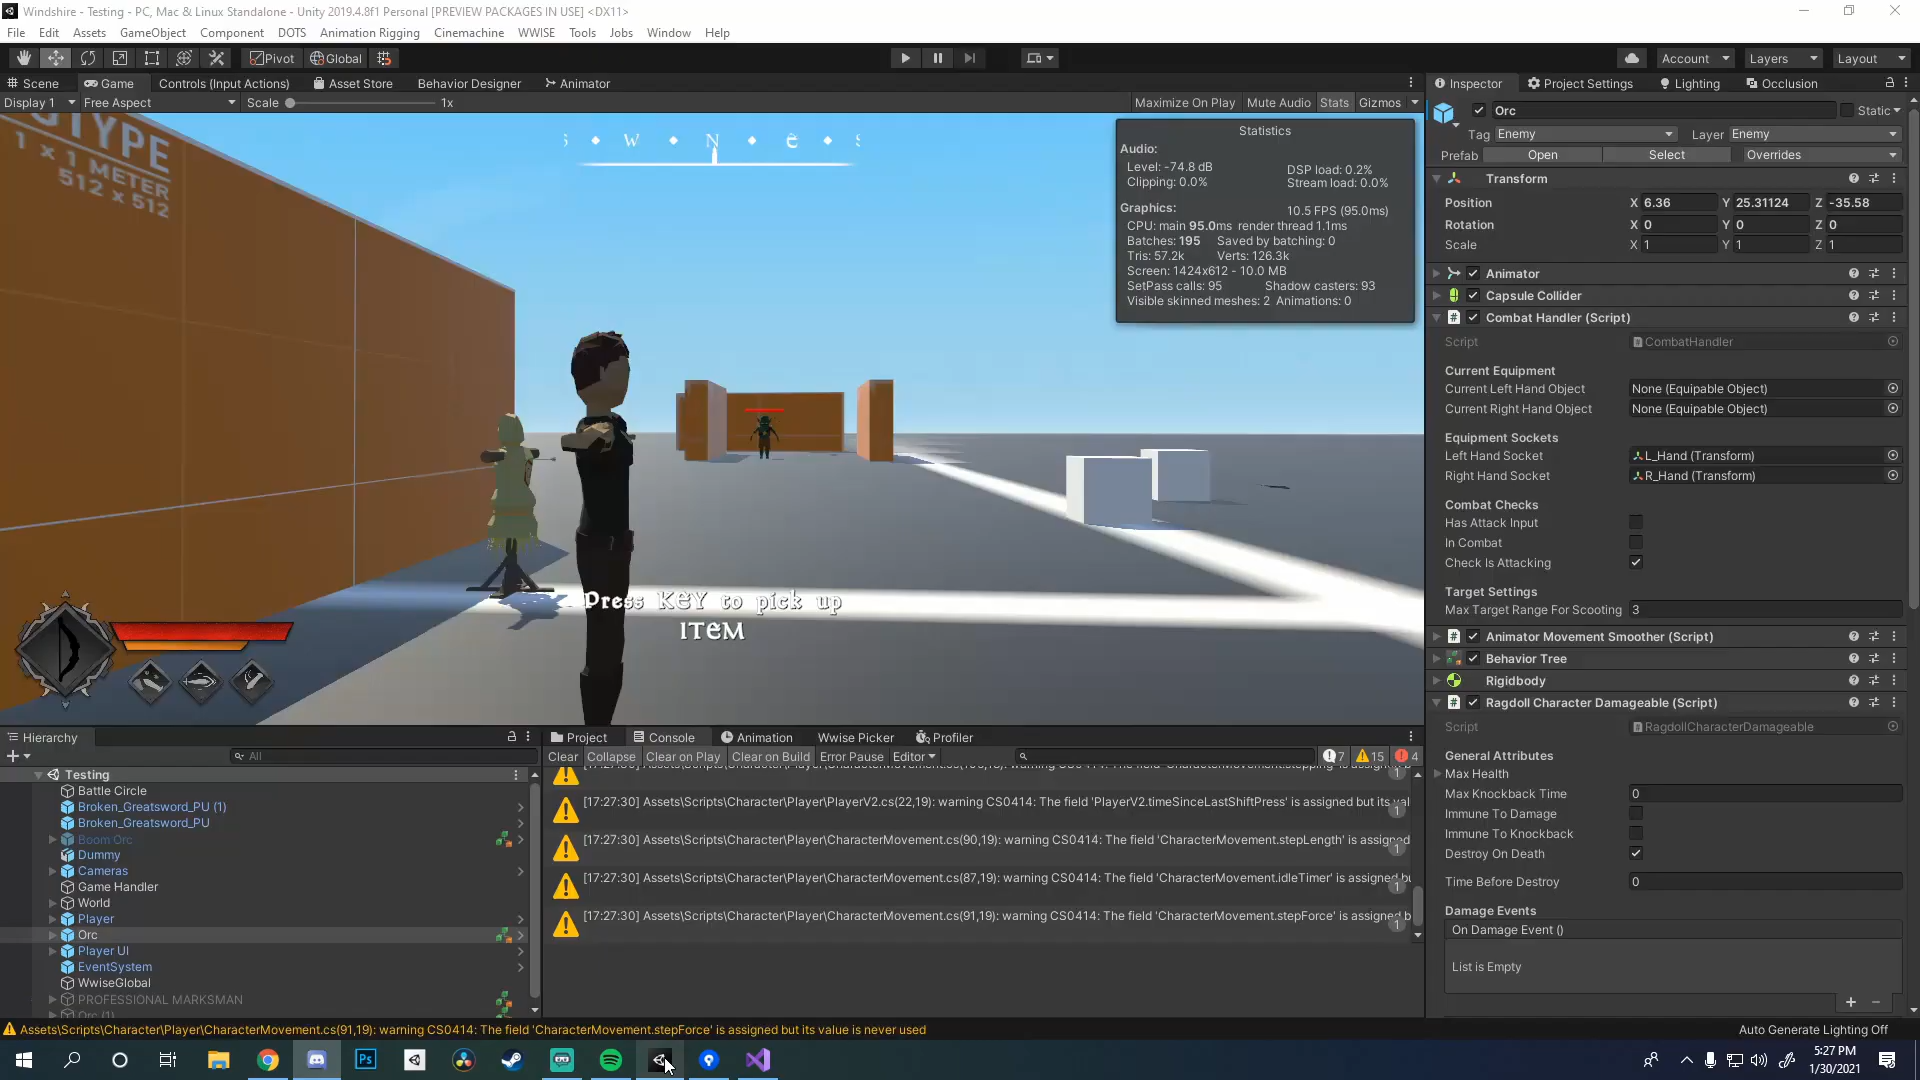 Windshire - Testing - PC, Mac & Linux Standalone - Unity 2019.4.8f1 Personal [PREVIEW PACKAGES IN USE] <DX11>
File Edit Assets GameObject Component DOTS Animation Rigging Cinemachine WWISE Tools Jobs Window Help
Pivot Global Account Layers Layout
Scene Game Controls (Input Actions) Asset Store Behavior Designer Animator
Display 1 Free Aspect Scale 1x Maximize On Play Mute Audio Stats Gizmos
1 X 1 METER
512 x 512
W N e S
Statistics
Audio:
Level: -74.8 dB DSP load: 0.2%
Clipping: 0.0% Stream load: 0.0%
Graphics: 10.5 FPS (95.0ms)
CPU: main 95.0ms render thread 1.1ms
Batches: 195 Saved by batching: 0
Tris: 57.2k Verts: 126.3k
Screen: 1424x612 - 10.0 MB
SetPass calls: 95 Shadow casters: 93
Visible skinned meshes: 2 Animations: 0
Press KEY to pick up
ITEM
Inspector Project Settings Lighting Occlusion
Orc Static
Tag Enemy Layer Enemy
Prefab Open Select Overrides
Transform
Position X 6.36 Y 25.31124 Z -35.58
Rotation X 0 Y 0 Z 0
Scale X 1 Y 1 Z 1
Animator
Capsule Collider
Combat Handler (Script)
Script CombatHandler
Current Equipment
Current Left Hand Object None (Equipable Object)
Current Right Hand Object None (Equipable Object)
Equipment Sockets
Left Hand Socket L_Hand (Transform)
Right Hand Socket R_Hand (Transform)
Combat Checks
Has Attack Input
In Combat
Check Is Attacking
Target Settings
Max Target Range For Scooting 3
Animator Movement Smoother (Script)
Behavior Tree
Rigidbody
Ragdoll Character Damageable (Script)
Script RagdollCharacterDamageable
General Attributes
Max Health
Max Knockback Time 0
Immune To Damage
Immune To Knockback
Destroy On Death
Time Before Destroy 0
Damage Events
On Damage Event ()
List is Empty
Hierarchy
All
Testing
Battle Circle
Broken_Greatsword_PU (1)
Broken_Greatsword_PU
Boom Orc
Dummy
Cameras
Game Handler
World
Player
Orc
Player UI
EventSystem
WwiseGlobal
PROFESSIONAL MARKSMAN
Orc (1)
Project Console Animation Wwise Picker Profiler
Clear Collapse Clear on Play Clear on Build Error Pause Editor 7 15 4
1
[17:27:30] Assets\Scripts\Character\Player\PlayerV2.cs(22,19): warning CS0414: The field 'PlayerV2.timeSinceLastShiftPress' is assigned but its val
1
[17:27:30] Assets\Scripts\Character\Player\CharacterMovement.cs(90,19): warning CS0414: The field 'CharacterMovement.stepLength' is assigned
1
[17:27:30] Assets\Scripts\Character\Player\CharacterMovement.cs(87,19): warning CS0414: The field 'CharacterMovement.idleTimer' is assigned bu
1
[17:27:30] Assets\Scripts\Character\Player\CharacterMovement.cs(91,19): warning CS0414: The field 'CharacterMovement.stepForce' is assigned b
1
Assets\Scripts\Character\Player\CharacterMovement.cs(91,19): warning CS0414: The field 'CharacterMovement.stepForce' is assigned but its value is never used
Auto Generate Lighting Off
Ps
5:27 PM
1/30/2021